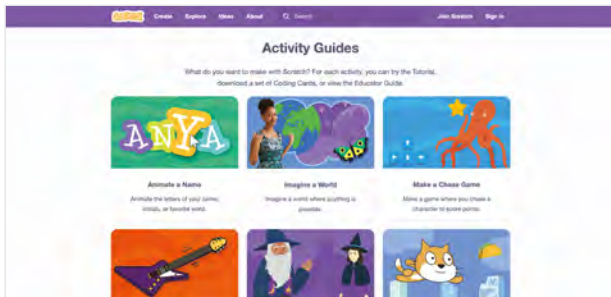 SCRATCH Create Explore Ideas About Search Join Scratch Sign in
Activity Guides
What do you want to make with Scratch? For each activity, you can try the Tutorial,
download a set of Coding Cards, or view the Educator Guide.
ANYA
Animate a Name
Animate the letters of your name,
initials, or favorite word.
Imagine a World
Imagine a world where anything is
possible.
Make a Chase Game
Make a game where you chase a
character to score points.